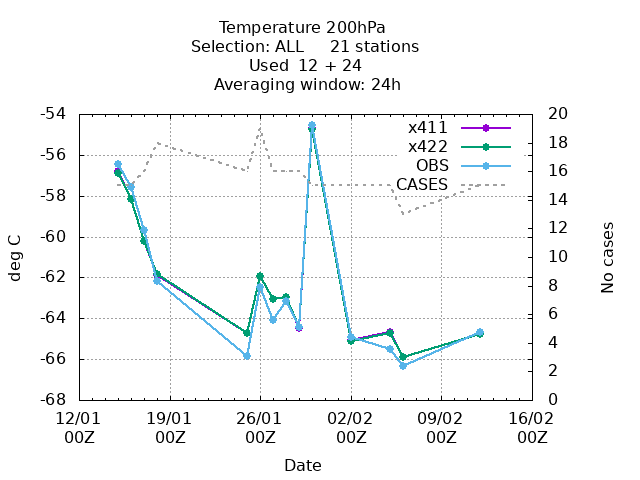 Temperature 200hPa
Selection: ALL 21 stations
Used 12 + 24
Averaging window: 24h
-54
-56
-58
-60
-62
-64
-66
-68
deg C
20
18
16
14
12
10
8
6
4
2
0
No cases
x411
x422
OBS
CASES
12/01 19/01 26/01 02/02 09/02 16/02
00Z 00Z 00Z 00Z 00Z 00Z
Date